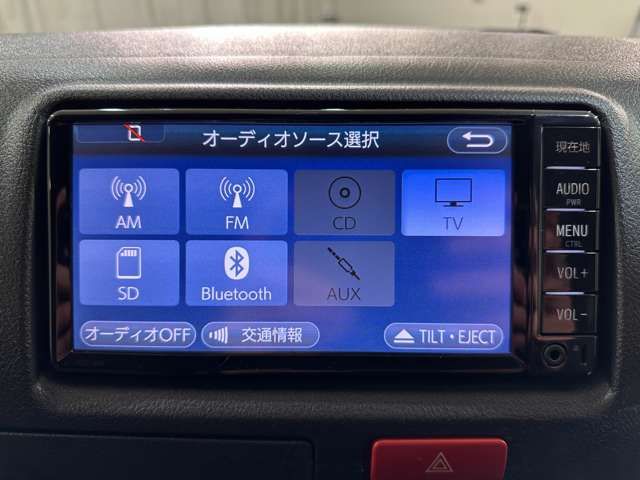 オーディオソース選択
AM
FM
CD
TV
SD
Bluetooth
AUX
オーディオOFF
交通情報
TILT・EJECT
現在地
AUDIO
PWR
MENU
CTRL
VOL+
VOL-